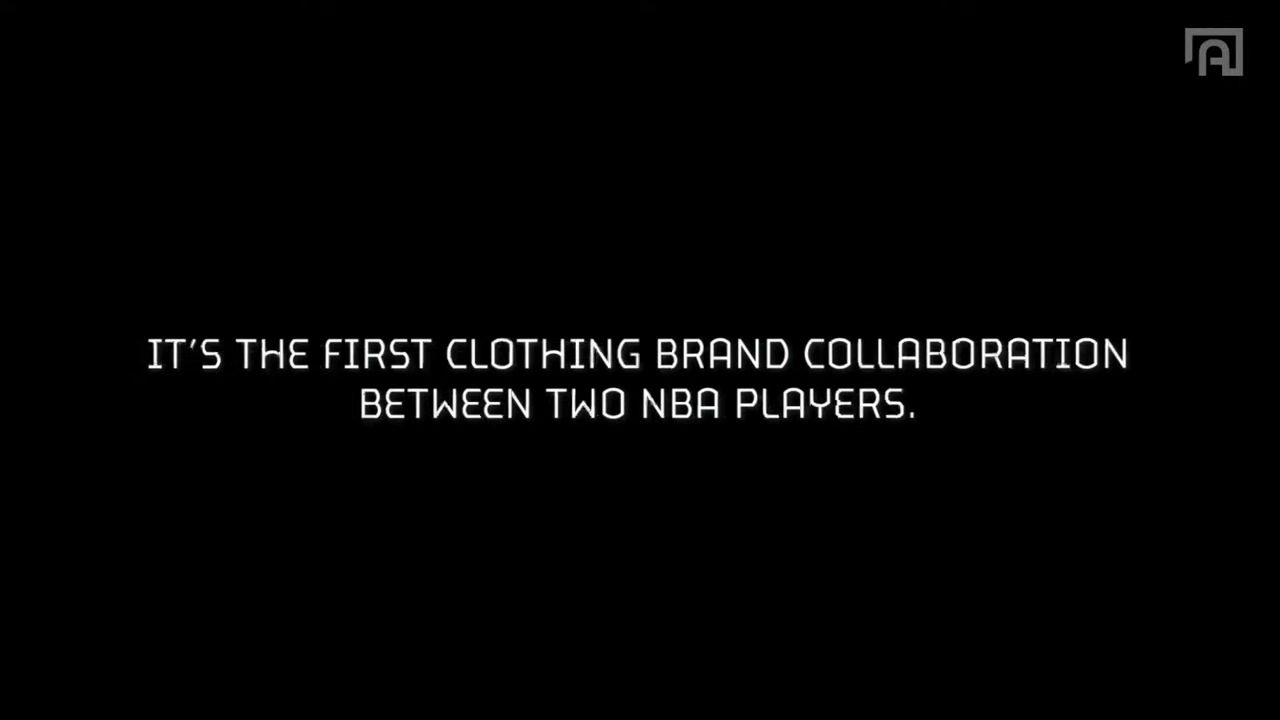 IT'S THE FIRST CLOTHING BRAND COLLABORATION
BETWEEN TWO NBA PLAYERS.